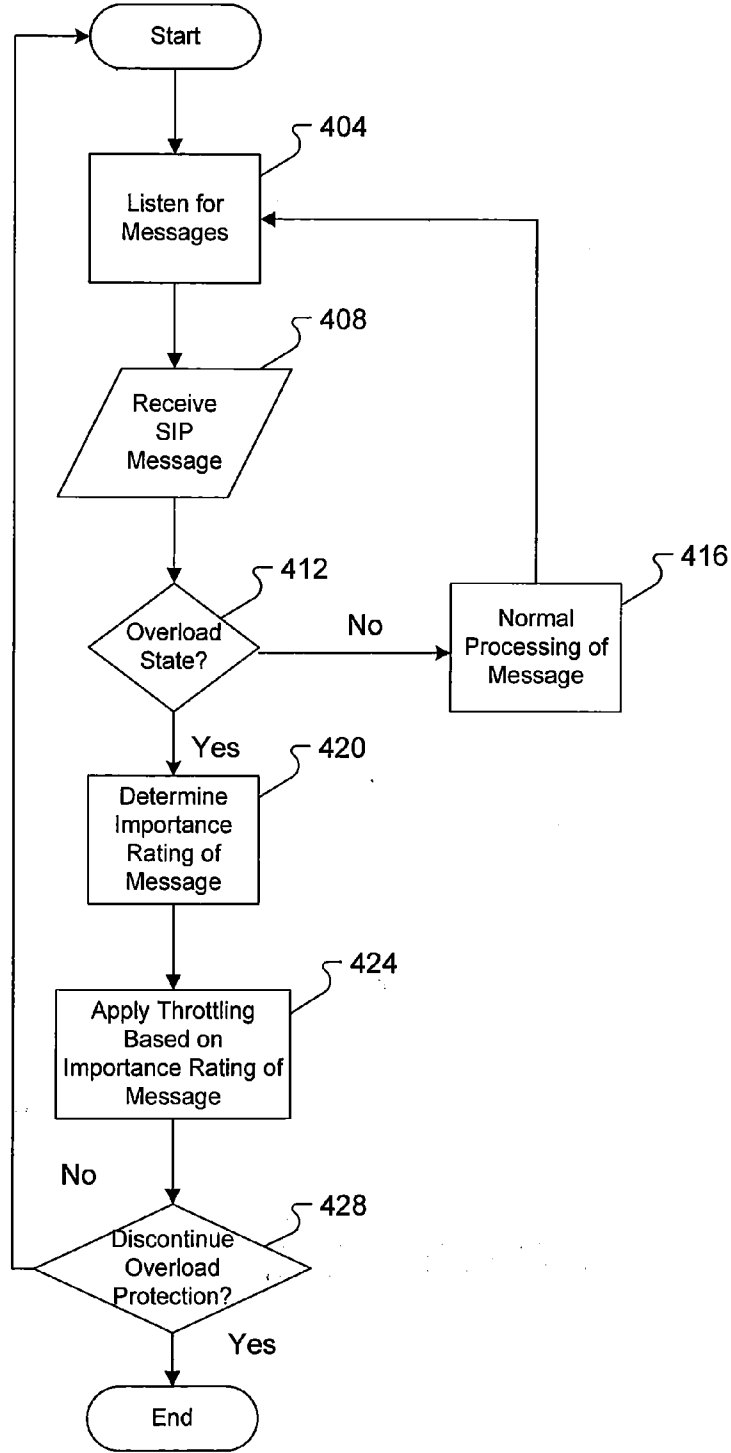 Start
404
Listen for
Messages
408
Receive
SIP
Message
412
Overload
State?
No
416
Normal
Processing of
Message
Yes
420
Determine
Importance
Rating of
Message
424
Apply Throttling
Based on
Importance Rating of
Message
No
428
Discontinue
Overload
Protection?
Yes
End